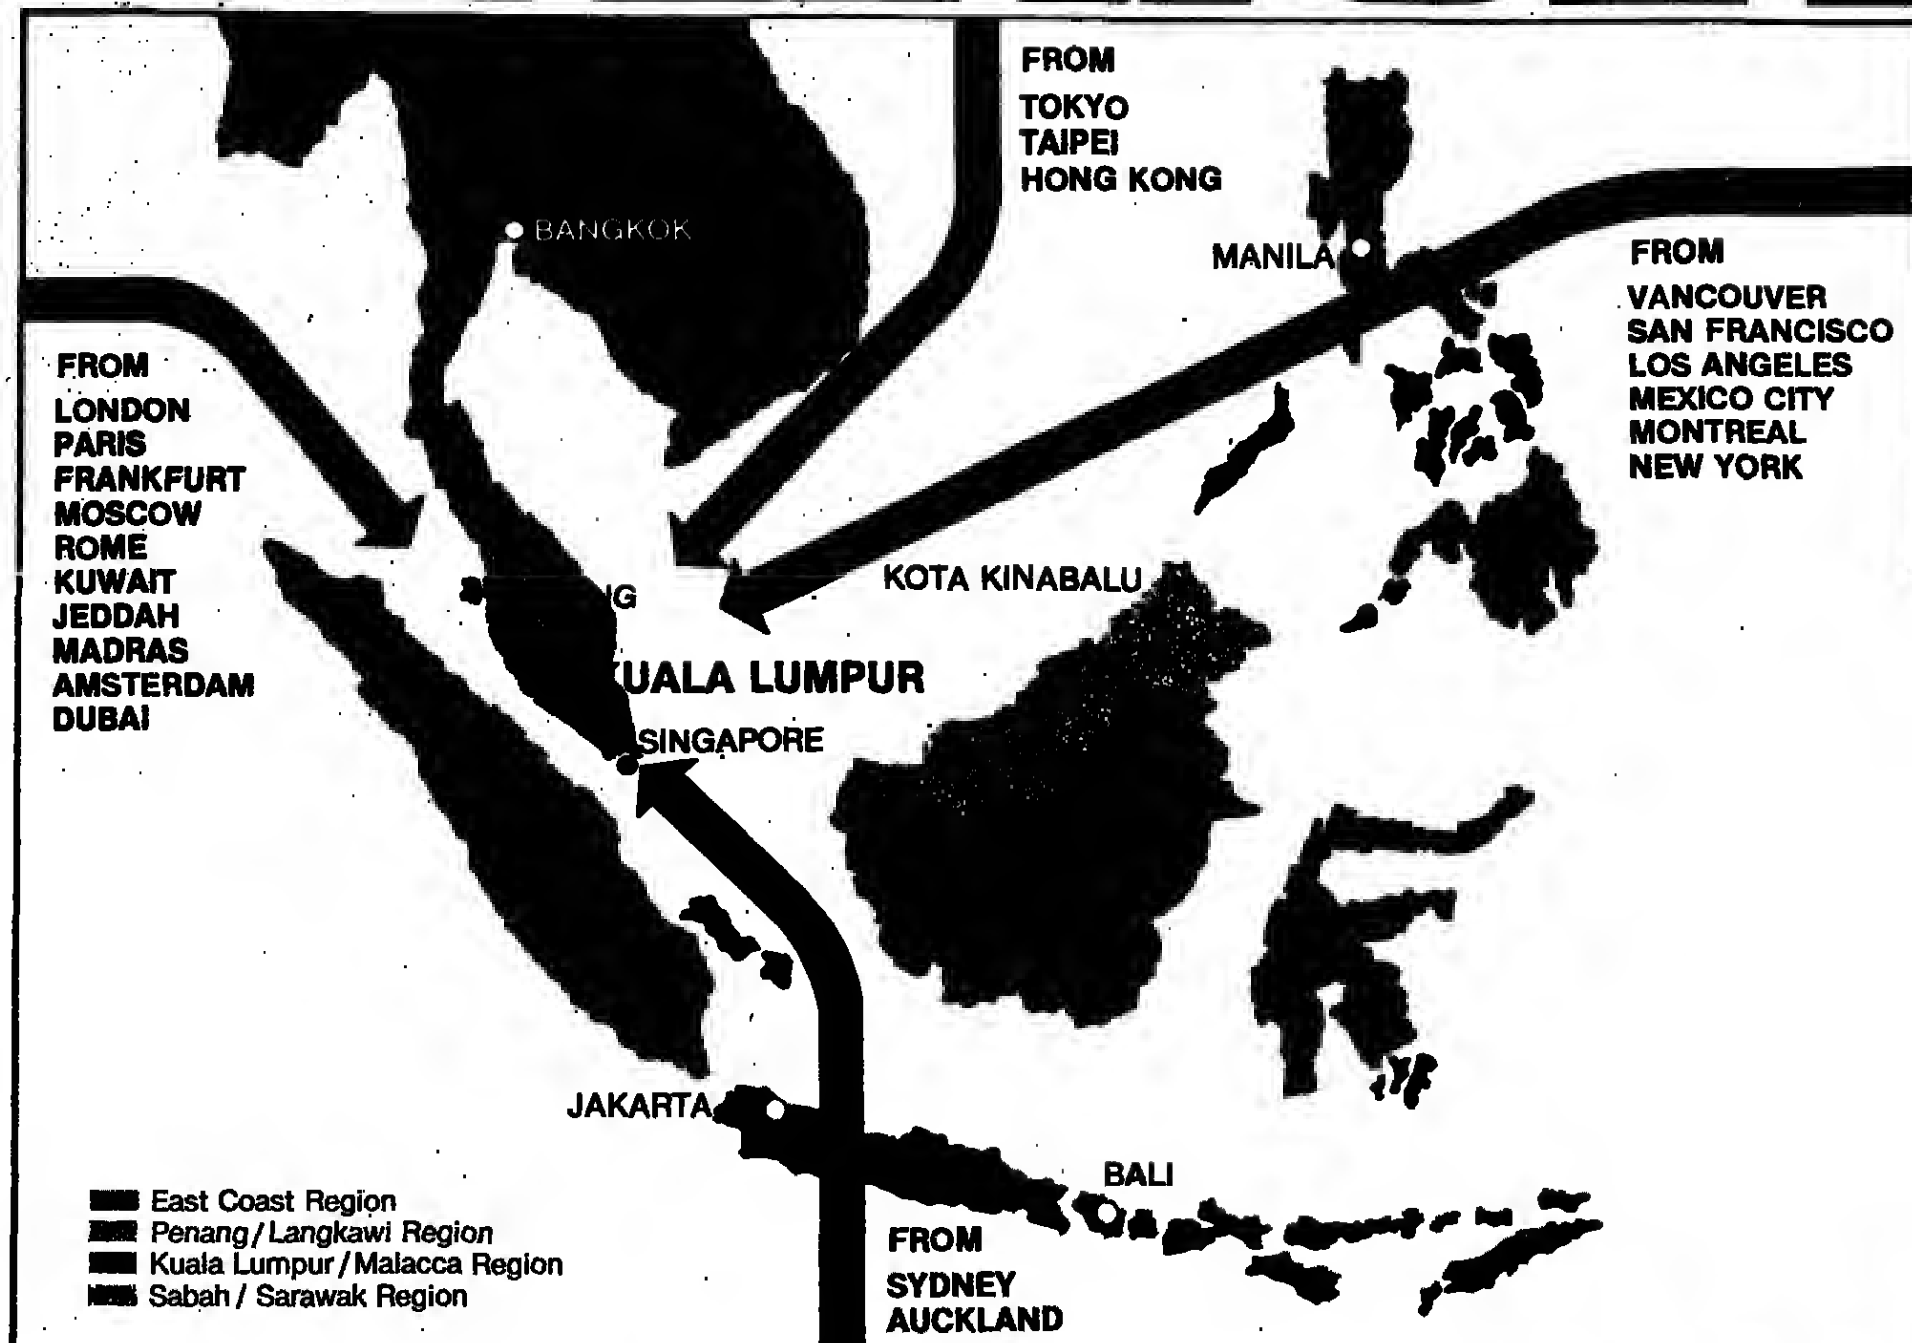 FROM
TOKYO
TAIPEI
HONG KONG
BANGKOK
MANILA
FROM
VANCOUVER
SAN FRANCISCO
LOS ANGELES
MEXICO CITY
MONTREAL
NEW YORK
FROM
LONDON
PARIS
FRANKFURT
MOSCOW
ROME
KUWAIT
JEDDAH
MADRAS
AMSTERDAM
DUBAI
KOTA KINABALU
UALA LUMPUR
SINGAPORE
JAKARTA
BALI
East Coast Region
Penang/Langkawi Region
Kuala Lumpur/Malacca Region
Sabah/ Sarawak Region
FROM
SYDNEY
AUCKLAND